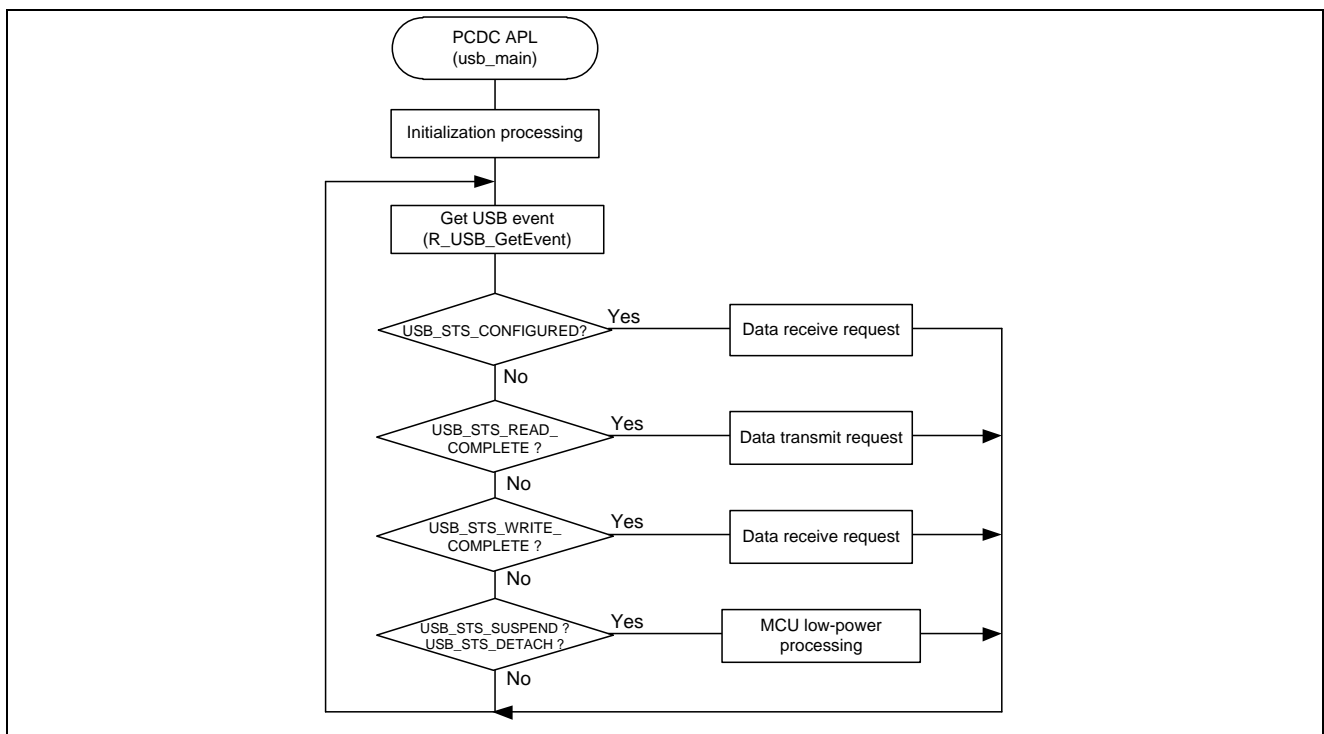 PCDC APL
(usb_main)
Initialization processing
Get USB event
(R_USB_GetEvent)
USB_STS_CONFIGURED?
Yes
Data receive request
No
USB_STS_READ_
COMPLETE ?
Yes
Data transmit request
No
USB_STS_WRITE_
COMPLETE ?
Yes
Data receive request
No
USB_STS_SUSPEND ?
USB_STS_DETACH ?
Yes
MCU low-power
processing
No